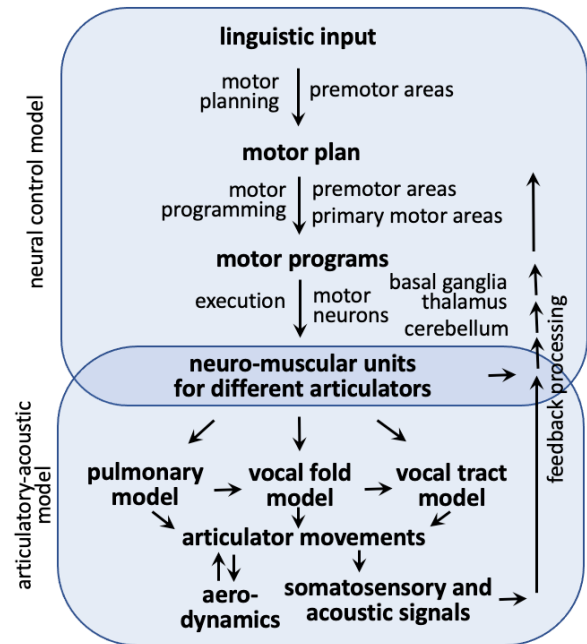 linguistic input
motor
planning
premotor areas
motor plan
motor
programming
premotor areas
primary motor areas
motor programs
execution
motor
neurons
basal ganglia
thalamus
cerebellum
neuro-muscular units
for different articulators
pulmonary
model
vocal fold
model
vocal tract
model
articulator movements
aero-
dynamics
somatosensory and
acoustic signals
neural control model
articulatory-acoustic
model
feedback processing